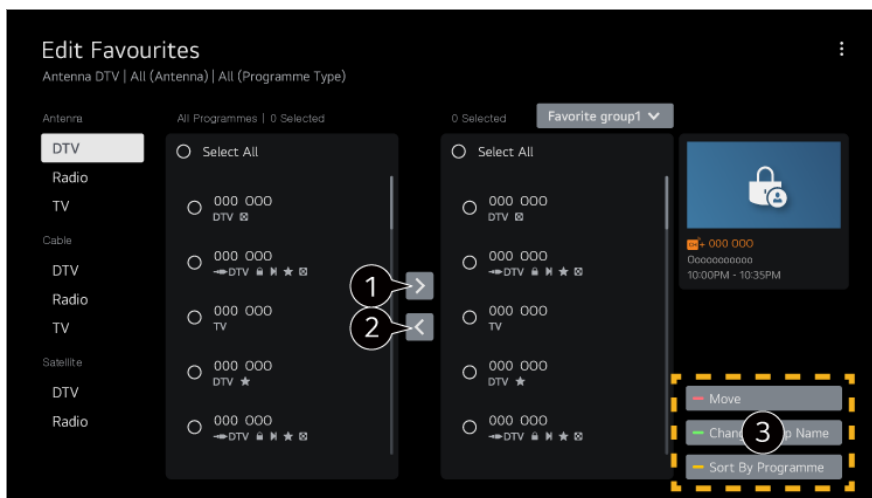 Edit Favourites
Antenna DTV | All (Antenna) | All (Programme Type)
Antenna
DTV
Radio
TV
Cable
DTV
Radio
TV
Satellite
DTV
Radio
All Programmes | 0 Selected
Select All
000 000
DTV
000 000
DTV
000 000
TV
000 000
DTV
000 000
DTV
1
2
0 Selected
Favorite group1
Select All
000 000
DTV
000 000
DTV
000 000
TV
000 000
DTV
000 000
DTV
000 000
Ooooooooooo
10:00PM - 10:35PM
Move
3
p Name
Sort By Programme